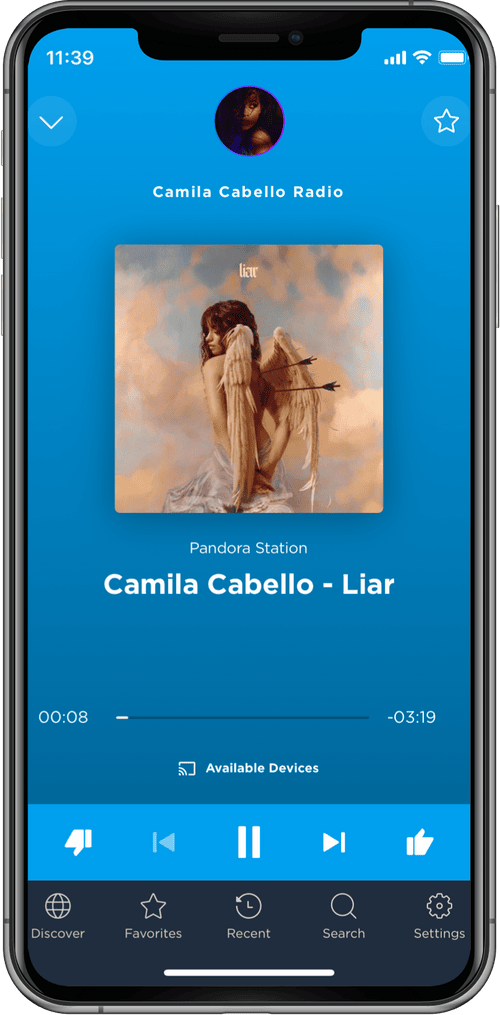 11:39
Camila Cabello Radio
liar
Pandora Station
Camila Cabello - Liar
00:08 -03:19
Available Devices
Discover Favorites Recent Search Settings